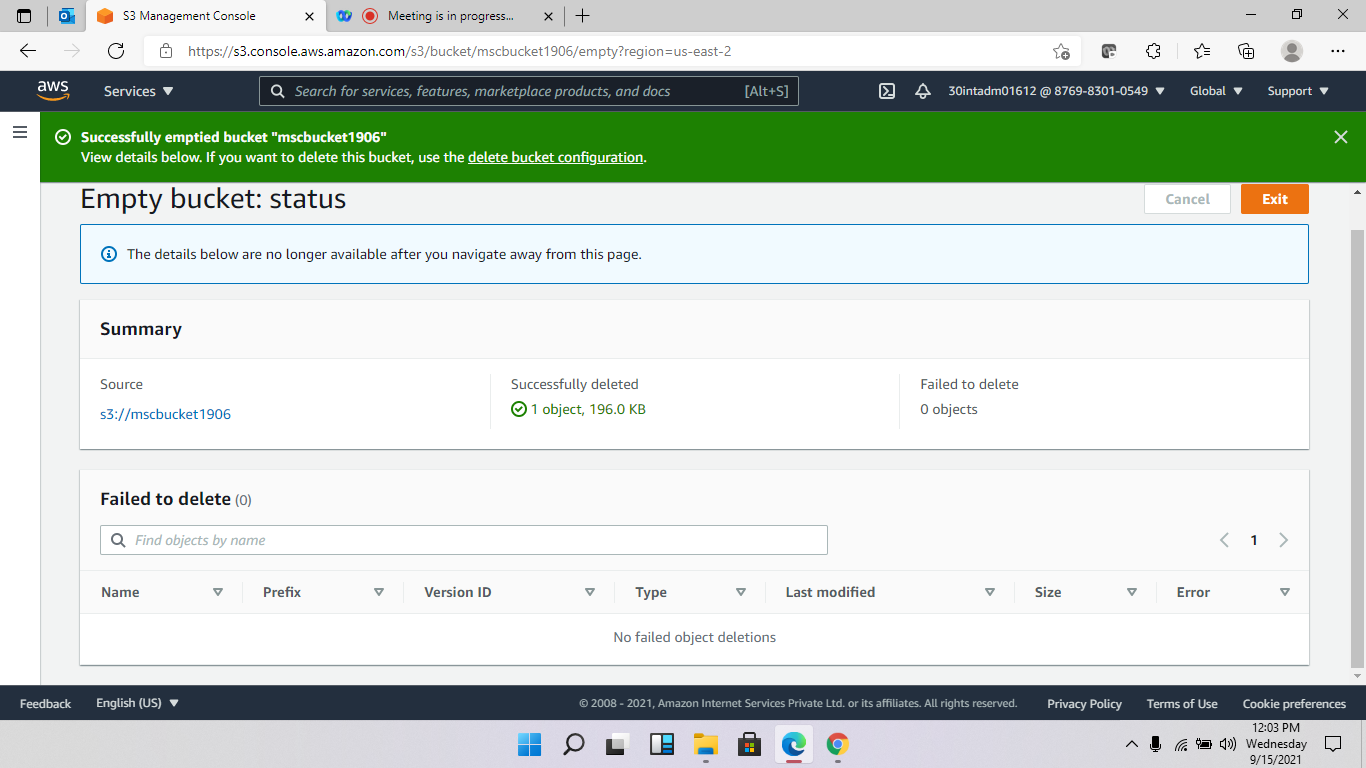 S3 Management Console
Meeting is in progress...
https://s3.console.aws.amazon.com/s3/bucket/mscbucket1906/empty?region=us-east-2
aws
Services
Search for services, features, marketplace products, and docs
[Alt+S]
30intadm01612 @ 8769-8301-0549
Global
Support
Successfully emptied bucket "mscbucket1906"
View details below. If you want to delete this bucket, use the delete bucket configuration.
Empty bucket: status
Cancel
Exit
The details below are no longer available after you navigate away from this page.
Summary
Source
s3://mscbucket1906
Successfully deleted
1 object, 196.0 KB
Failed to delete
0 objects
Failed to delete (0)
Find objects by name
1
Name
Prefix
Version ID
Type
Last modified
Size
Error
No failed object deletions
Feedback
English (US)
© 2008 - 2021, Amazon Internet Services Private Ltd. or its affiliates. All rights reserved.
Privacy Policy
Terms of Use
Cookie preferences
12:03 PM
Wednesday
9/15/2021